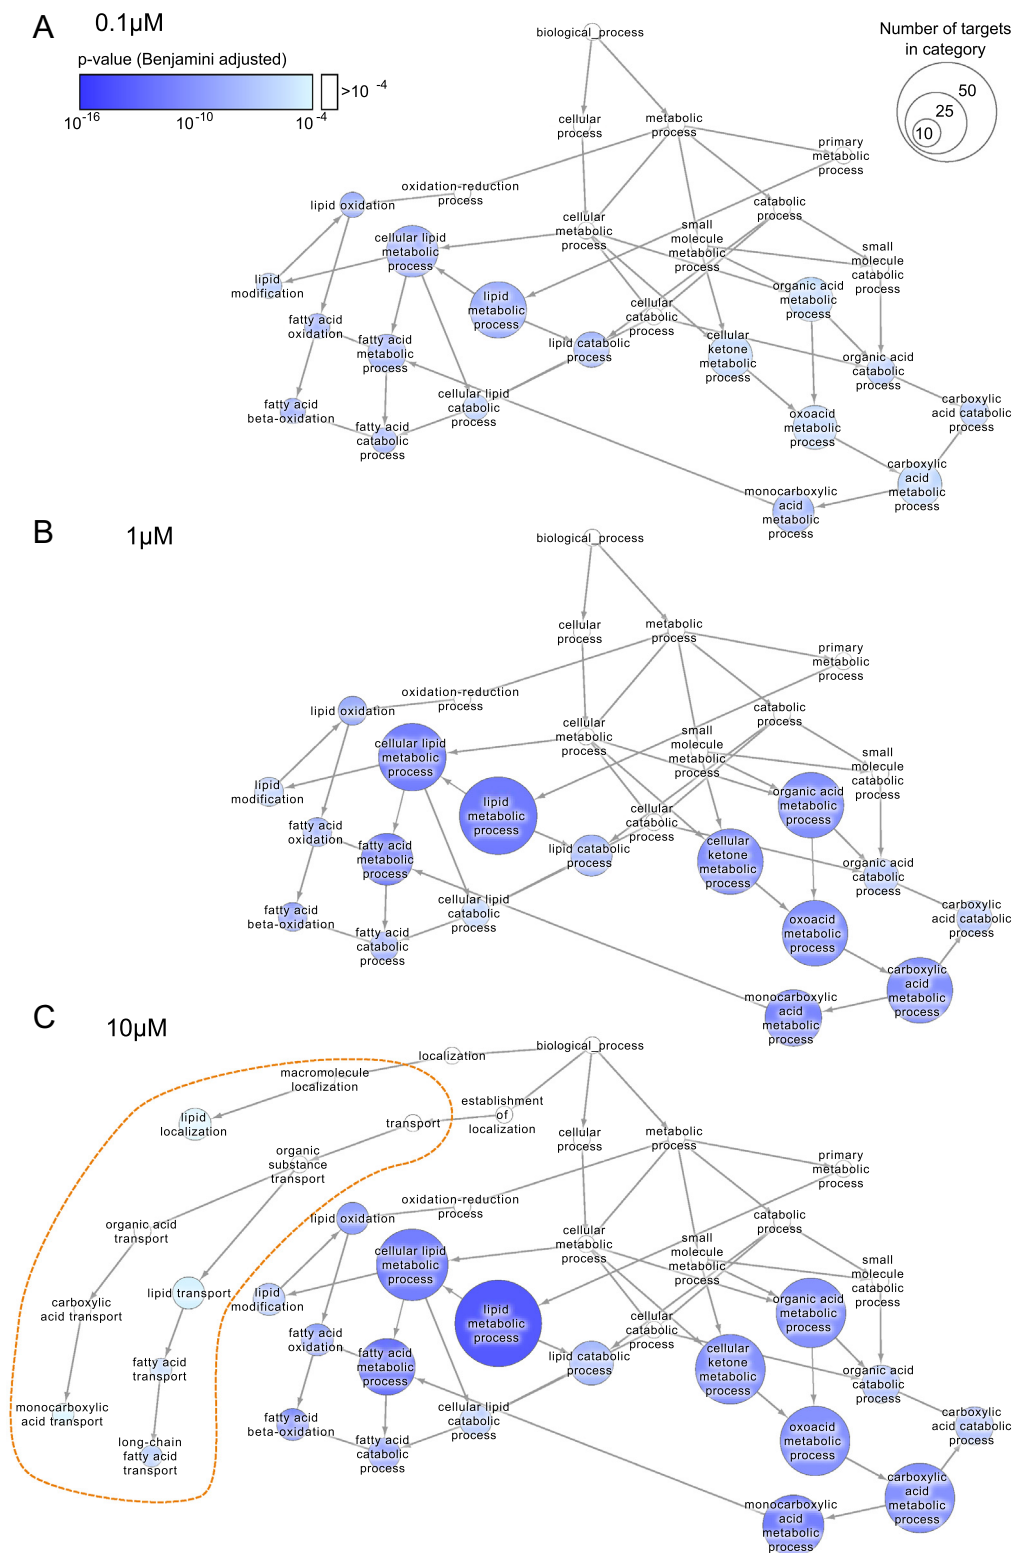 A
0.1µM
p-value (Benjamini adjusted)
>10 -4
10-16
10-10
10-4
Number of targets
in category
50
25
10
biological_process
cellular
process
metabolic
process
primary
metabolic
process
oxidation-reduction
process
lipid oxidation
catabolic
process
cellular
metabolic
process
small
molecule
metabolic
process
cellular lipid
metabolic
process
small
molecule
catabolic
process
lipid
modification
lipid
metabolic
process
organic acid
metabolic
process
cellular
catabolic
process
fatty acid
oxidation
fatty acid
metabolic
process
lipid catabolic
process
cellular
ketone
metabolic
process
organic acid
catabolic
process
fatty acid
beta-oxidation
cellular lipid
catabolic
process
carboxylic
acid catabolic
process
oxoacid
metabolic
process
fatty acid
catabolic
process
carboxylic
acid
metabolic
process
monocarboxylic
acid
metabolic
process
B
1µM
biological_process
cellular
process
metabolic
process
primary
metabolic
process
oxidation-reduction
process
lipid oxidation
catabolic
process
cellular
metabolic
process
small
molecule
metabolic
process
cellular lipid
metabolic
process
small
molecule
catabolic
process
lipid
modification
lipid
metabolic
process
organic acid
metabolic
process
cellular
catabolic
process
fatty acid
oxidation
fatty acid
metabolic
process
lipid catabolic
process
cellular
ketone
metabolic
process
organic acid
catabolic
process
fatty acid
beta-oxidation
cellular lipid
catabolic
process
carboxylic
acid catabolic
process
oxoacid
metabolic
process
fatty acid
catabolic
process
carboxylic
acid
metabolic
process
monocarboxylic
acid
metabolic
process
C
10µM
localization
biological_process
macromolecule
localization
lipid
localization
establishment
of
localization
transport
organic
substance
transport
organic acid
transport
lipid transport
carboxylic
acid transport
fatty acid
transport
monocarboxylic
acid transport
long-chain
fatty acid
transport
cellular
process
metabolic
process
primary
metabolic
process
oxidation-reduction
process
lipid oxidation
catabolic
process
cellular
metabolic
process
small
molecule
metabolic
process
cellular lipid
metabolic
process
small
molecule
catabolic
process
lipid
modification
lipid
metabolic
process
organic acid
metabolic
process
cellular
catabolic
process
fatty acid
oxidation
fatty acid
metabolic
process
lipid catabolic
process
cellular
ketone
metabolic
process
organic acid
catabolic
process
fatty acid
beta-oxidation
cellular lipid
catabolic
process
carboxylic
acid catabolic
process
oxoacid
metabolic
process
fatty acid
catabolic
process
carboxylic
acid
metabolic
process
monocarboxylic
acid
metabolic
process